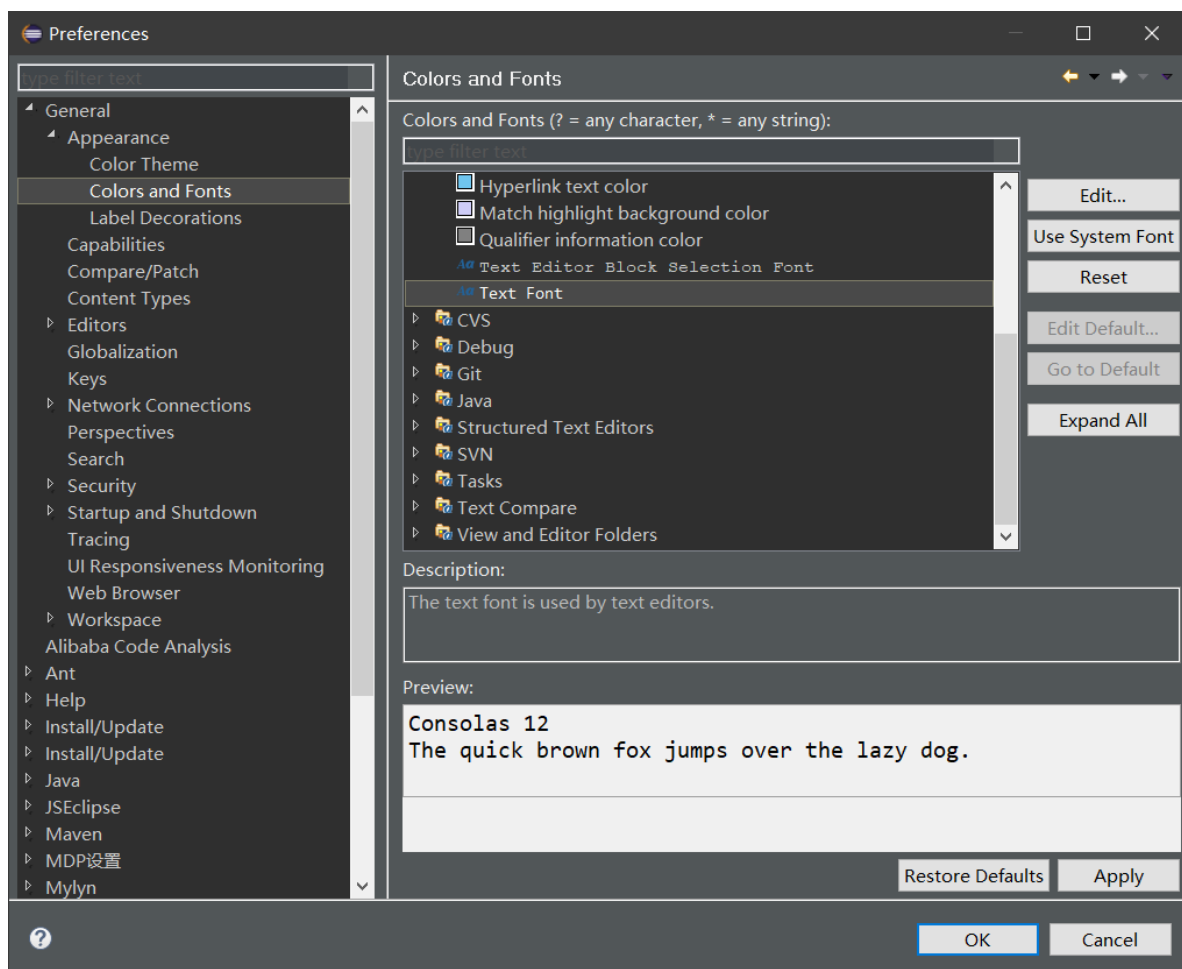 Preferences
type filter text
General
Appearance
Color Theme
Colors and Fonts
Label Decorations
Capabilities
Compare/Patch
Content Types
Editors
Globalization
Keys
Network Connections
Perspectives
Search
Security
Startup and Shutdown
Tracing
UI Responsiveness Monitoring
Web Browser
Workspace
Alibaba Code Analysis
Ant
Help
Install/Update
Install/Update
Java
JSEclipse
Maven
MDP设置
Mylyn
Colors and Fonts
Colors and Fonts (? = any character, * = any string):
type filter text
Hyperlink text color
Match highlight background color
Qualifier information color
Aa Text Editor Block Selection Font
Aa Text Font
CVS
Debug
Git
Java
Structured Text Editors
SVN
Tasks
Text Compare
View and Editor Folders
Edit...
Use System Font
Reset
Edit Default...
Go to Default
Expand All
Description:
The text font is used by text editors.
Preview:
Consolas 12
The quick brown fox jumps over the lazy dog.
Restore Defaults
Apply
?
OK
Cancel